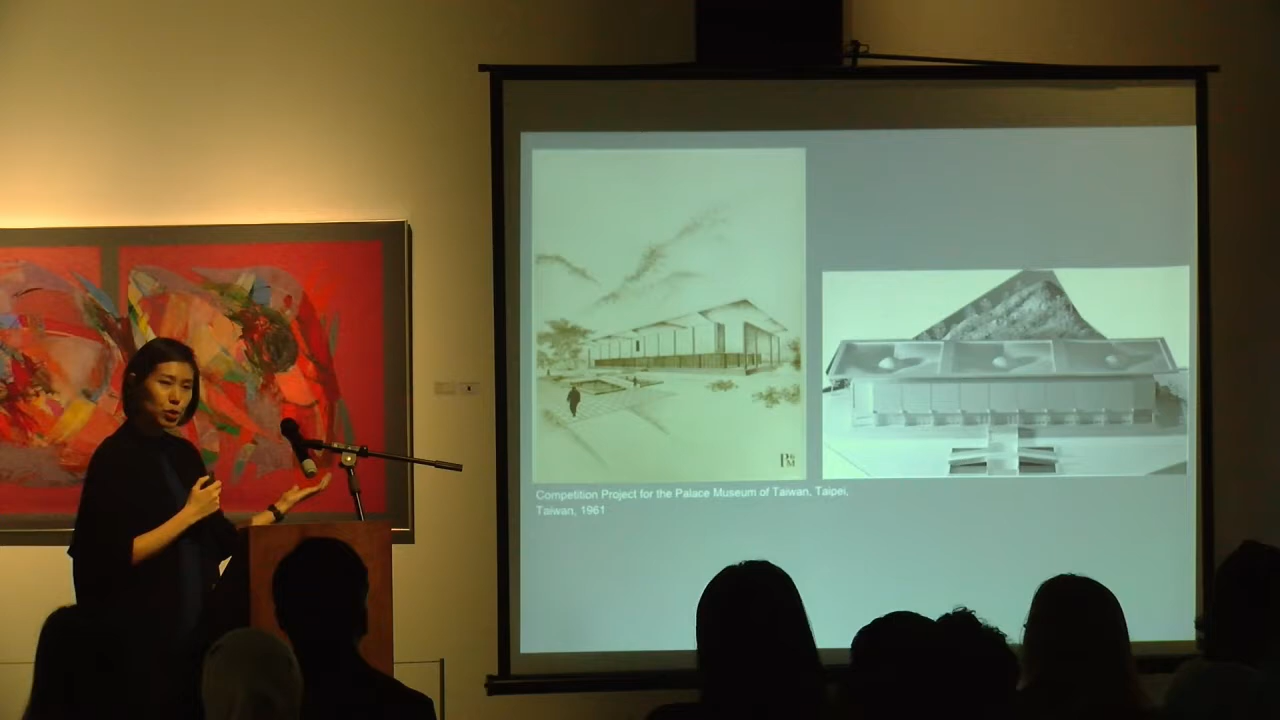 Competition Project for the Palace Museum of Taiwan, Taipei,
Taiwan, 1961